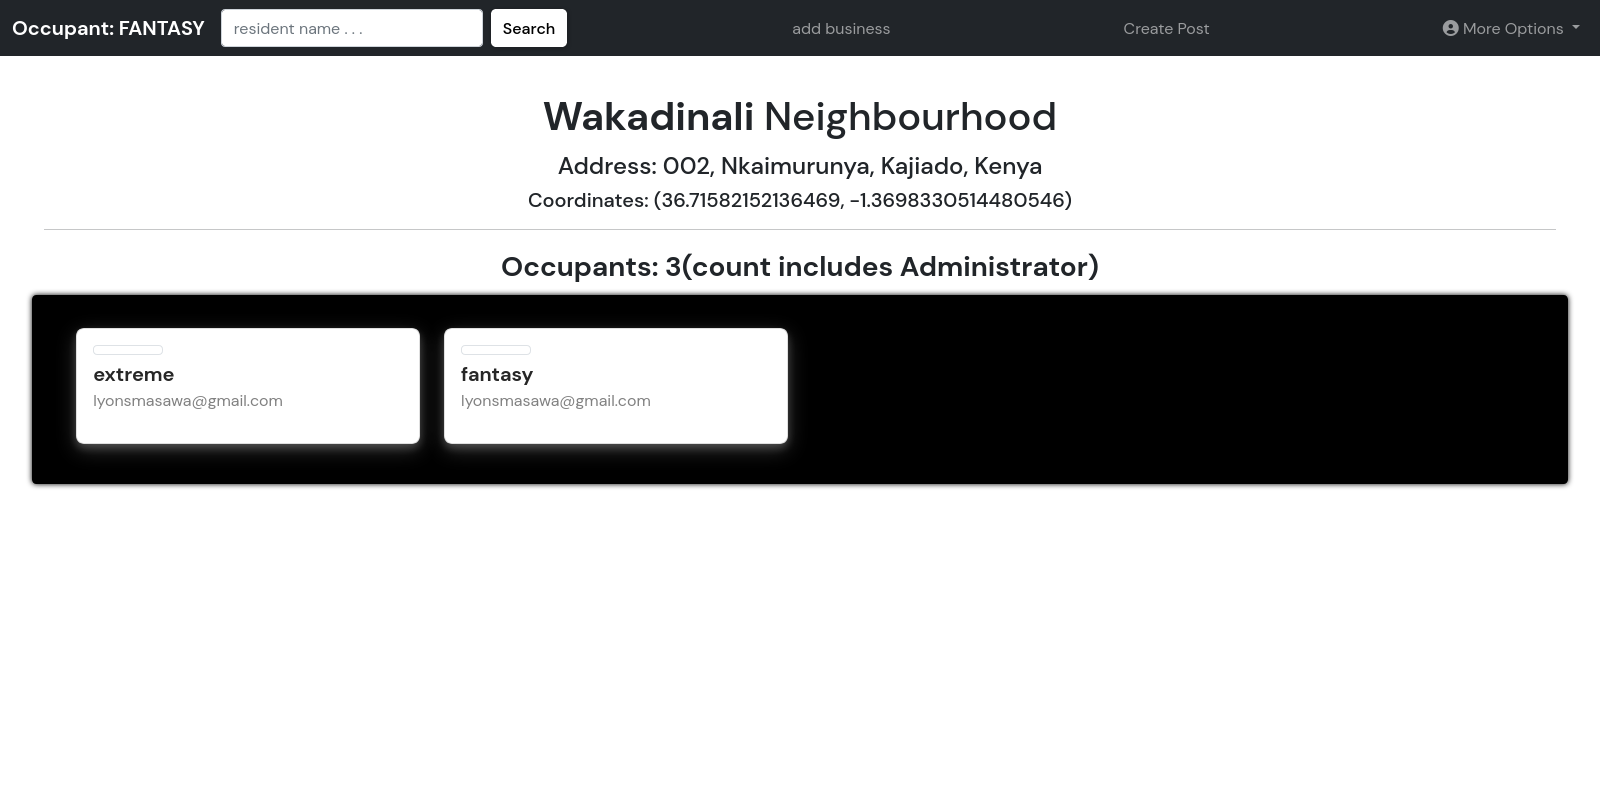 Occupant: FANTASY
resident name . . .
Search
add business
Create Post
More Options
Wakadinali Neighbourhood
Address: 002, Nkaimurunya, Kajiado, Kenya
Coordinates: (36.71582152136469, -1.3698330514480546)
Occupants: 3(count includes Administrator)
extreme
lyonsmasawa@gmail.com
fantasy
lyonsmasawa@gmail.com